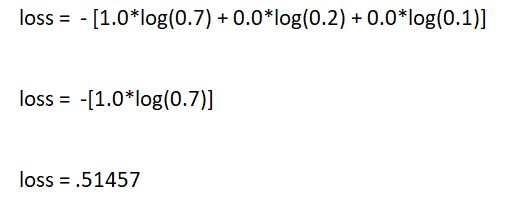 loss = - [1.0*log(0.7) + 0.0*log(0.2) + 0.0*log(0.1)]
loss = -[1.0*log(0.7)]
loss = .51457